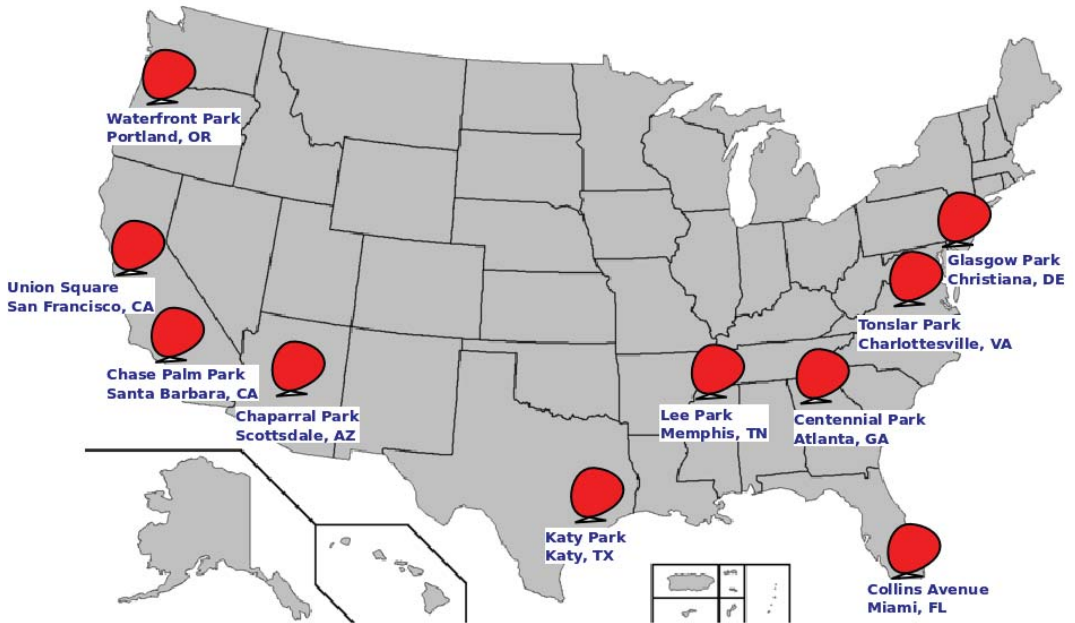 Waterfront Park
Portland, OR
Union Square
San Francisco, CA
Chase Palm Park
Santa Barbara, CA
Chaparral Park
Scottsdale, AZ
Katy Park
Katy, TX
Lee Park
Memphis, TN
Centennial Park
Atlanta, GA
Tonslar Park
Charlottesville, VA
Glasgow Park
Christiana, DE
Collins Avenue
Miami, FL